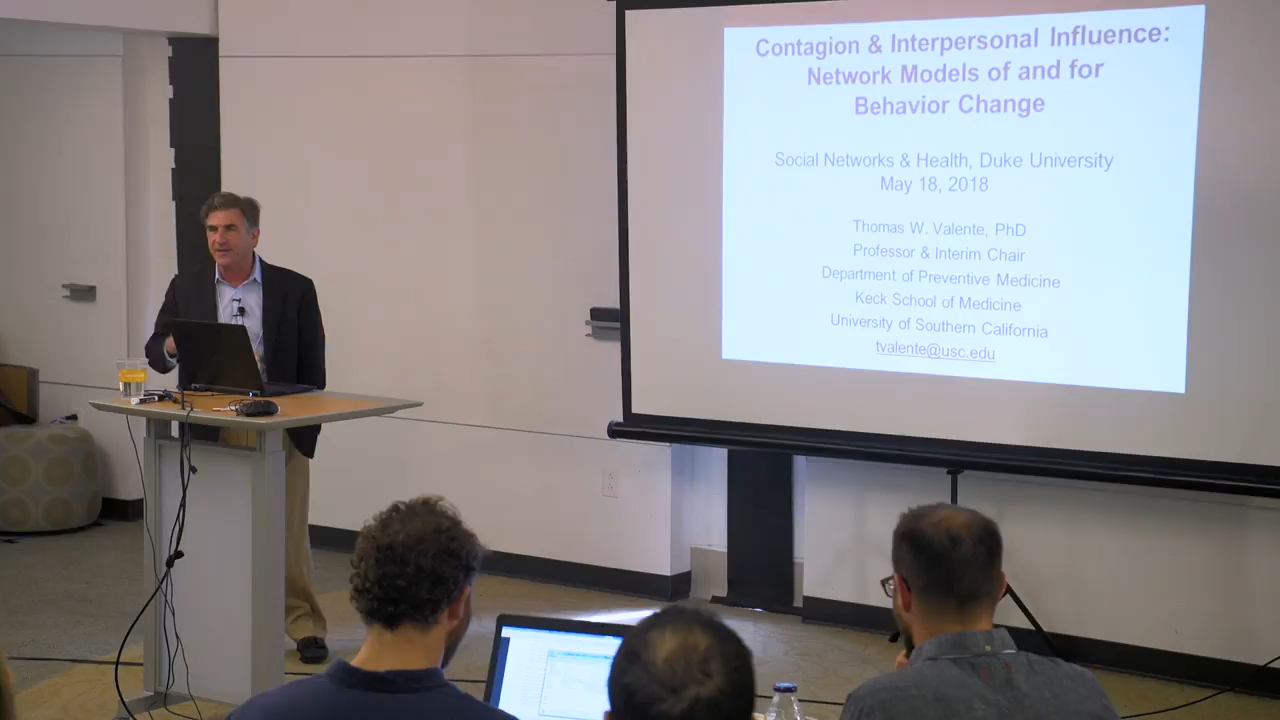 Contagion & Interpersonal Influence:
Network Models of and for
Behavior Change
Social Networks & Health, Duke University
May 18, 2018
Thomas W. Valente, PhD
Professor & Interim Chair
Department of Preventive Medicine
Keck School of Medicine
University of Southern California
tvalente@usc.edu